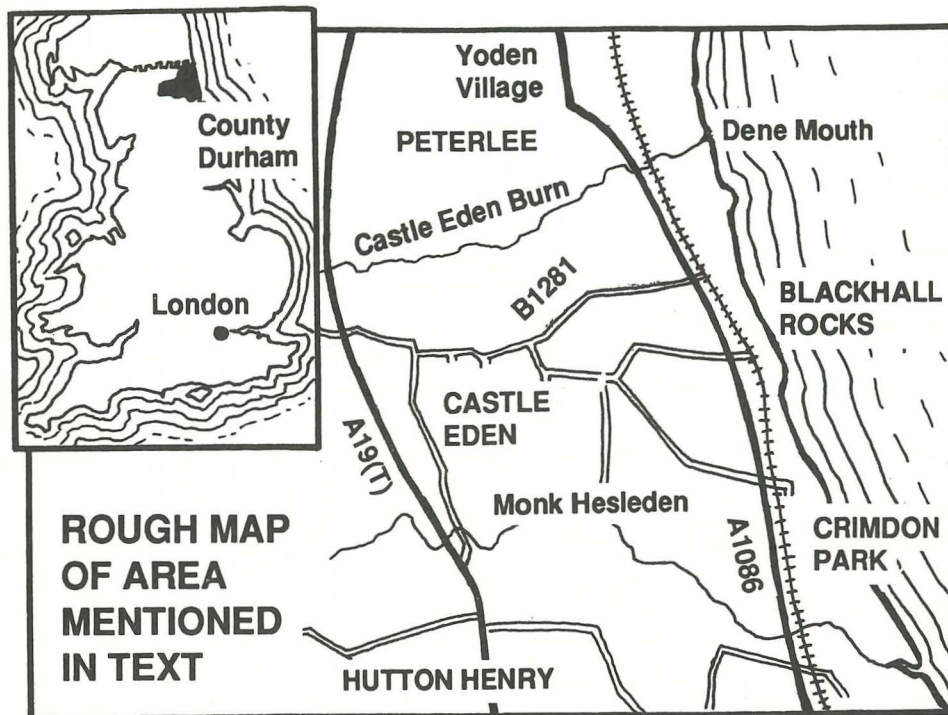 County
Durham
London
Yoden
Village
PETERLEE
Dene Mouth
Castle Eden Burn
B1281
BLACKHALL
ROCKS
CASTLE
EDEN
A19(T)
Monk Hesleden
A1086
CRIMDON
PARK
HUTTON HENRY
ROUGH MAP
OF AREA
MENTIONED
IN TEXT